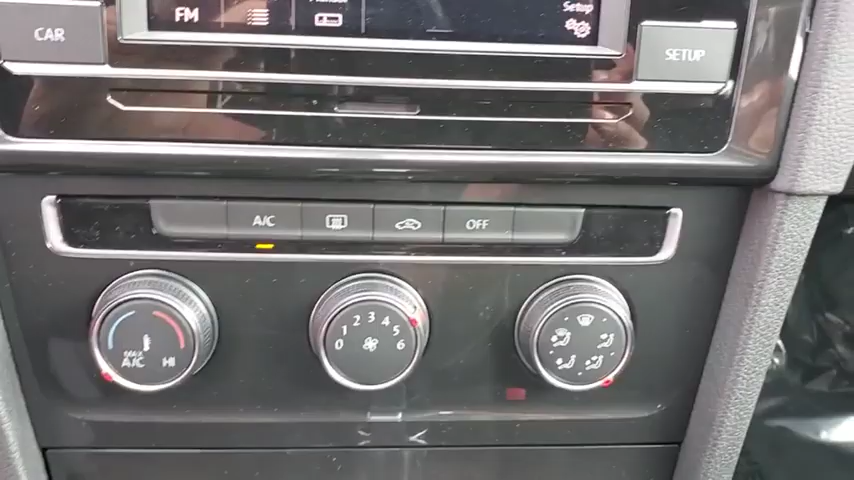 CAR
FM
Setup
SETUP
A/C
OFF
MAX
A/C
HI
0 1 2 3 4 5 6